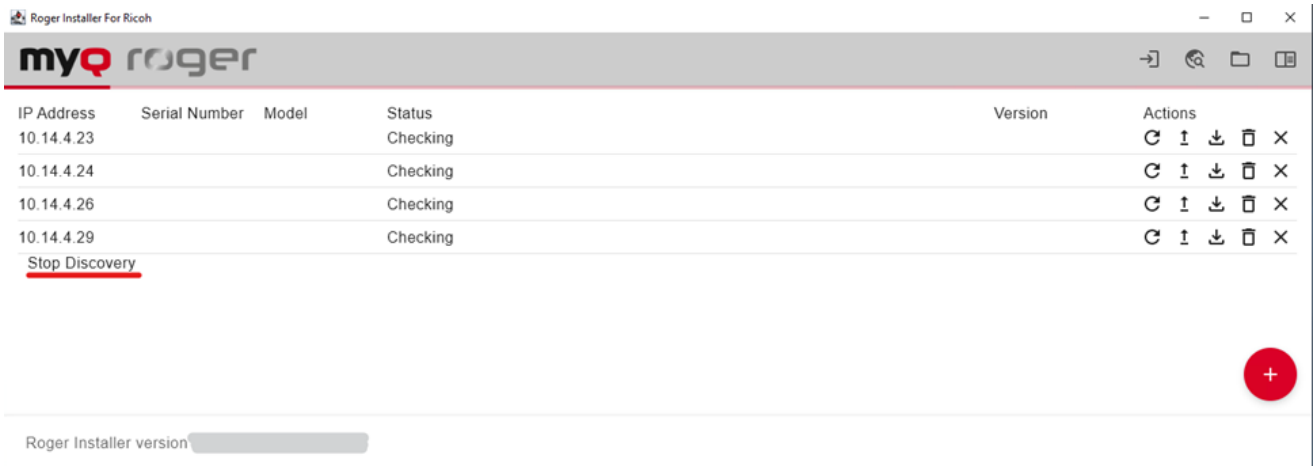 Roger Installer For Ricoh
myQ roger
IP Address Serial Number Model Status Version Actions
10.14.4.23 Checking
10.14.4.24 Checking
10.14.4.26 Checking
10.14.4.29 Checking
Stop Discovery
Roger Installer version